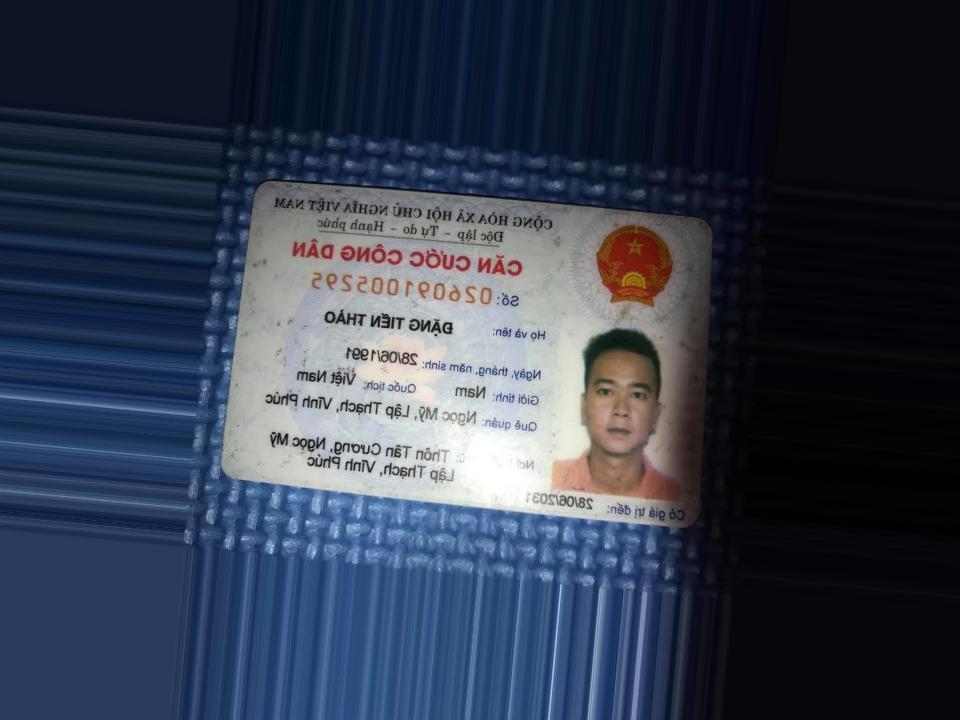 CỘNG HÒA XÃ HỘI CHỦ NGHĨA VIỆT NAM
Độc lập - Tự do - Hạnh phúc
CĂN CƯỚC CÔNG DÂN
Số: 026091005295
Họ và tên: ĐẶNG TIẾN THẢO
Ngày, tháng, năm sinh: 28/06/1991
Giới tính: Nam Quốc tịch: Việt Nam
Quê quán: Ngọc Mỹ, Lập Thạch, Vĩnh Phúc
Nơi trú: Thôn Tân Cương, Ngọc Mỹ
Lập Thạch, Vĩnh Phúc
Có giá trị đến: 28/06/2031